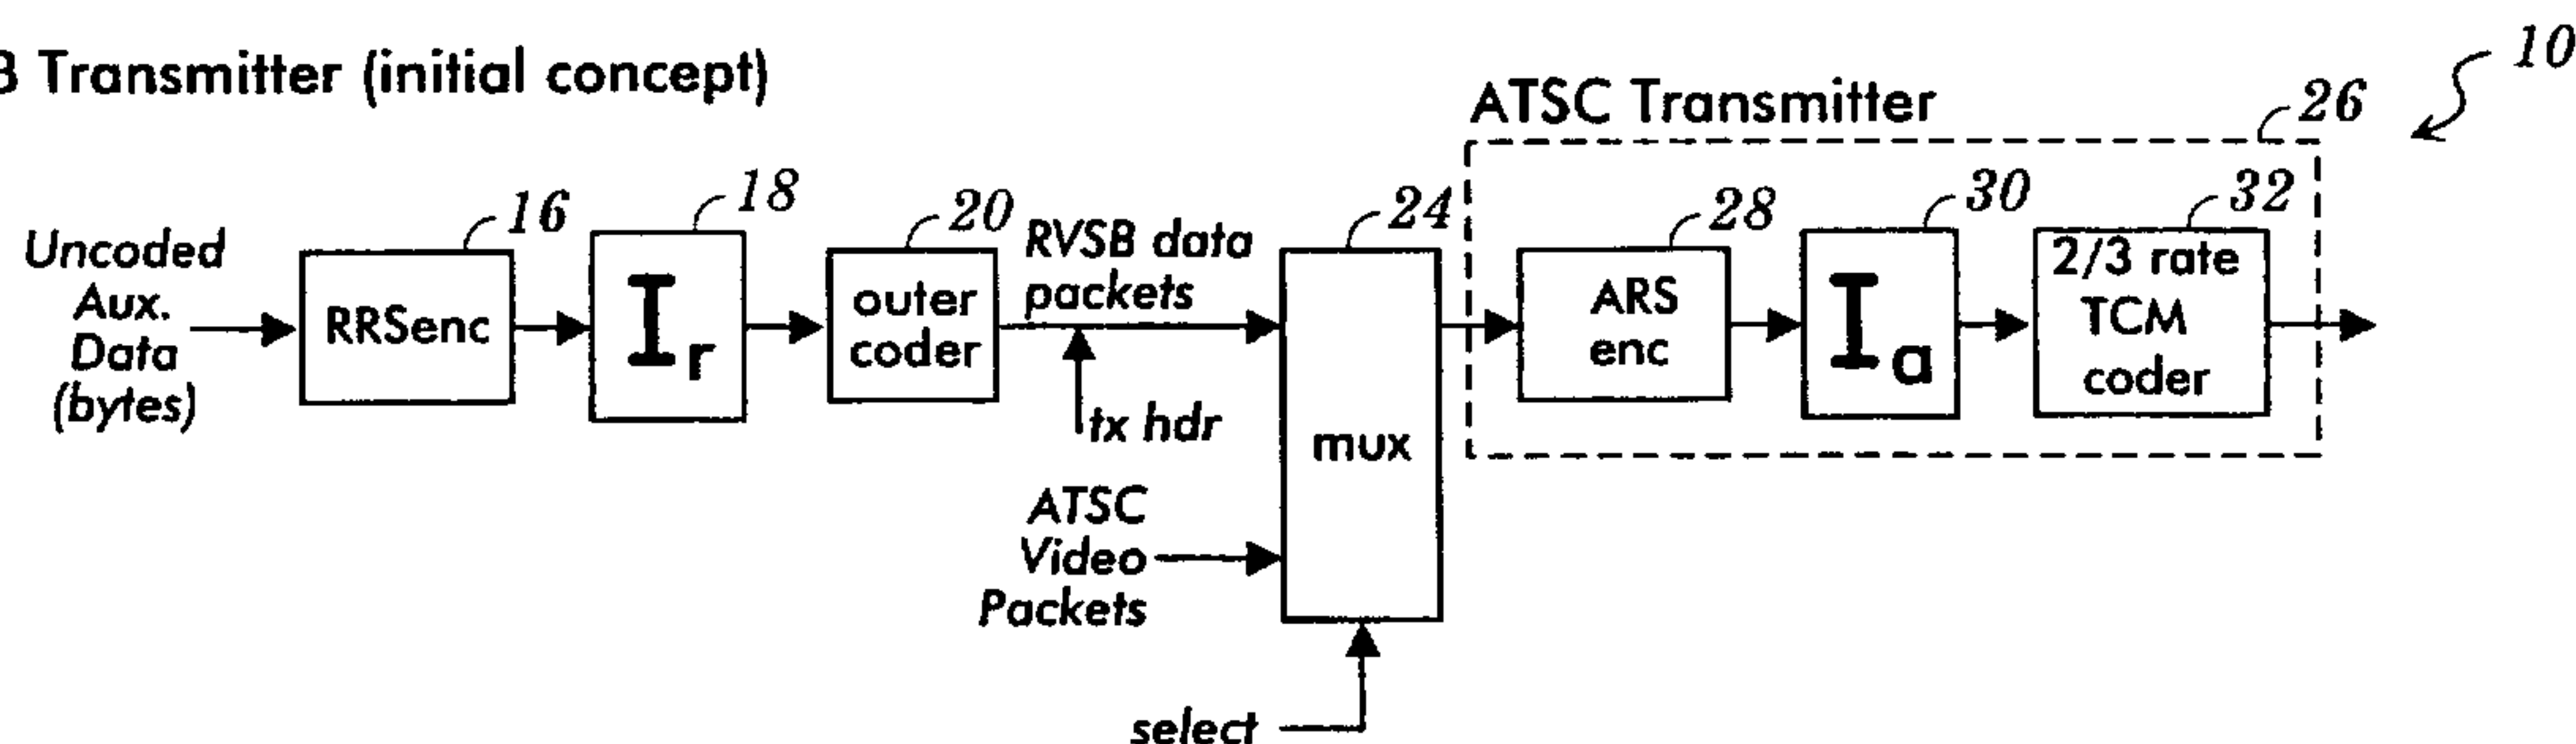 B Transmitter (initial concept)
10
ATSC Transmitter
26
16
18
20
24
28
30
32
Uncoded
Aux.
Data
(bytes)
RRSenc
Ir
outer
coder
RVSB data
packets
tx hdr
ATSC
Video
Packets
mux
select
ARS
enc
Ia
2/3 rate
TCM
coder